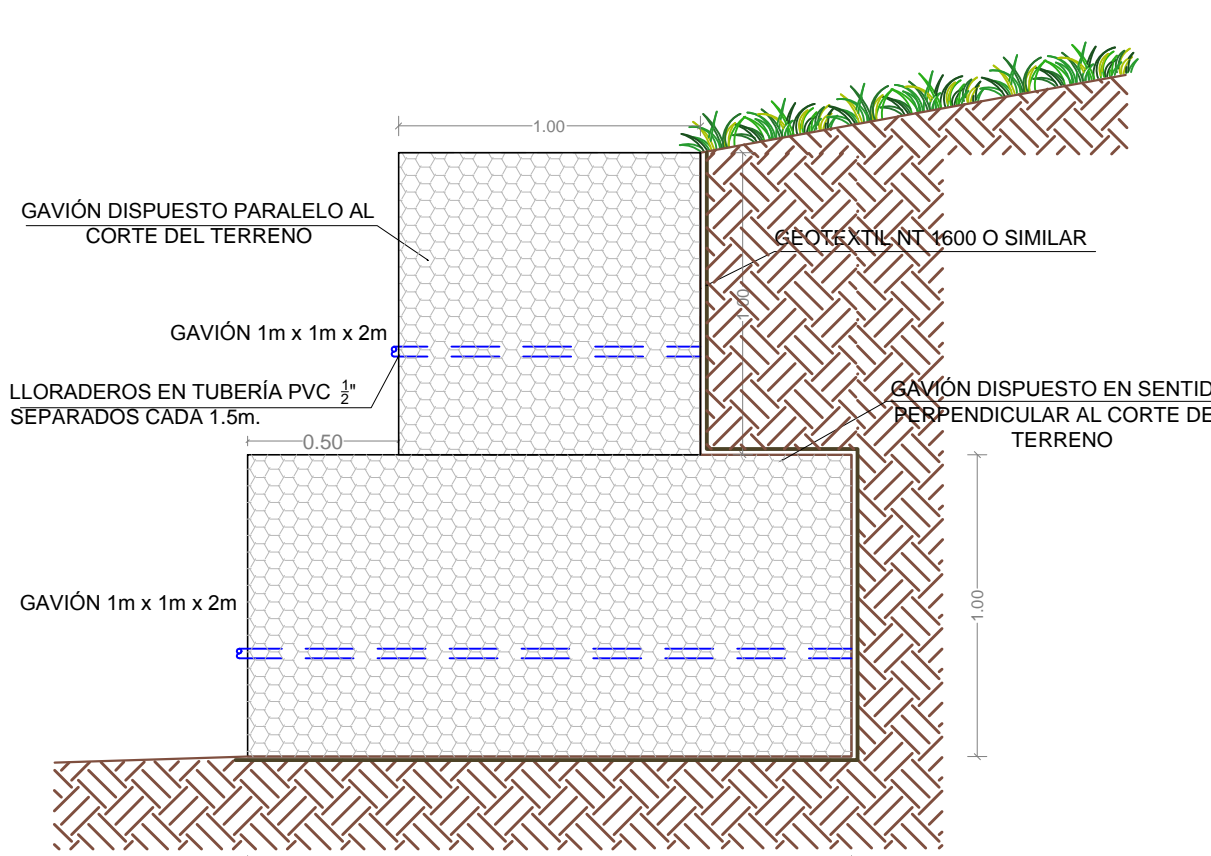 1.00
GAVIÓN DISPUESTO PARALELO AL
CORTE DEL TERRENO
GEOTEXTIL NT 1600 O SIMILAR
1.00
GAVIÓN 1m x 1m x 2m
LLORADEROS EN TUBERÍA PVC 1/2"
SEPARADOS CADA 1.5m.
GAVIÓN DISPUESTO EN SENTID
PERPENDICULAR AL CORTE DE
TERRENO
0.50
GAVIÓN 1m x 1m x 2m
1.00